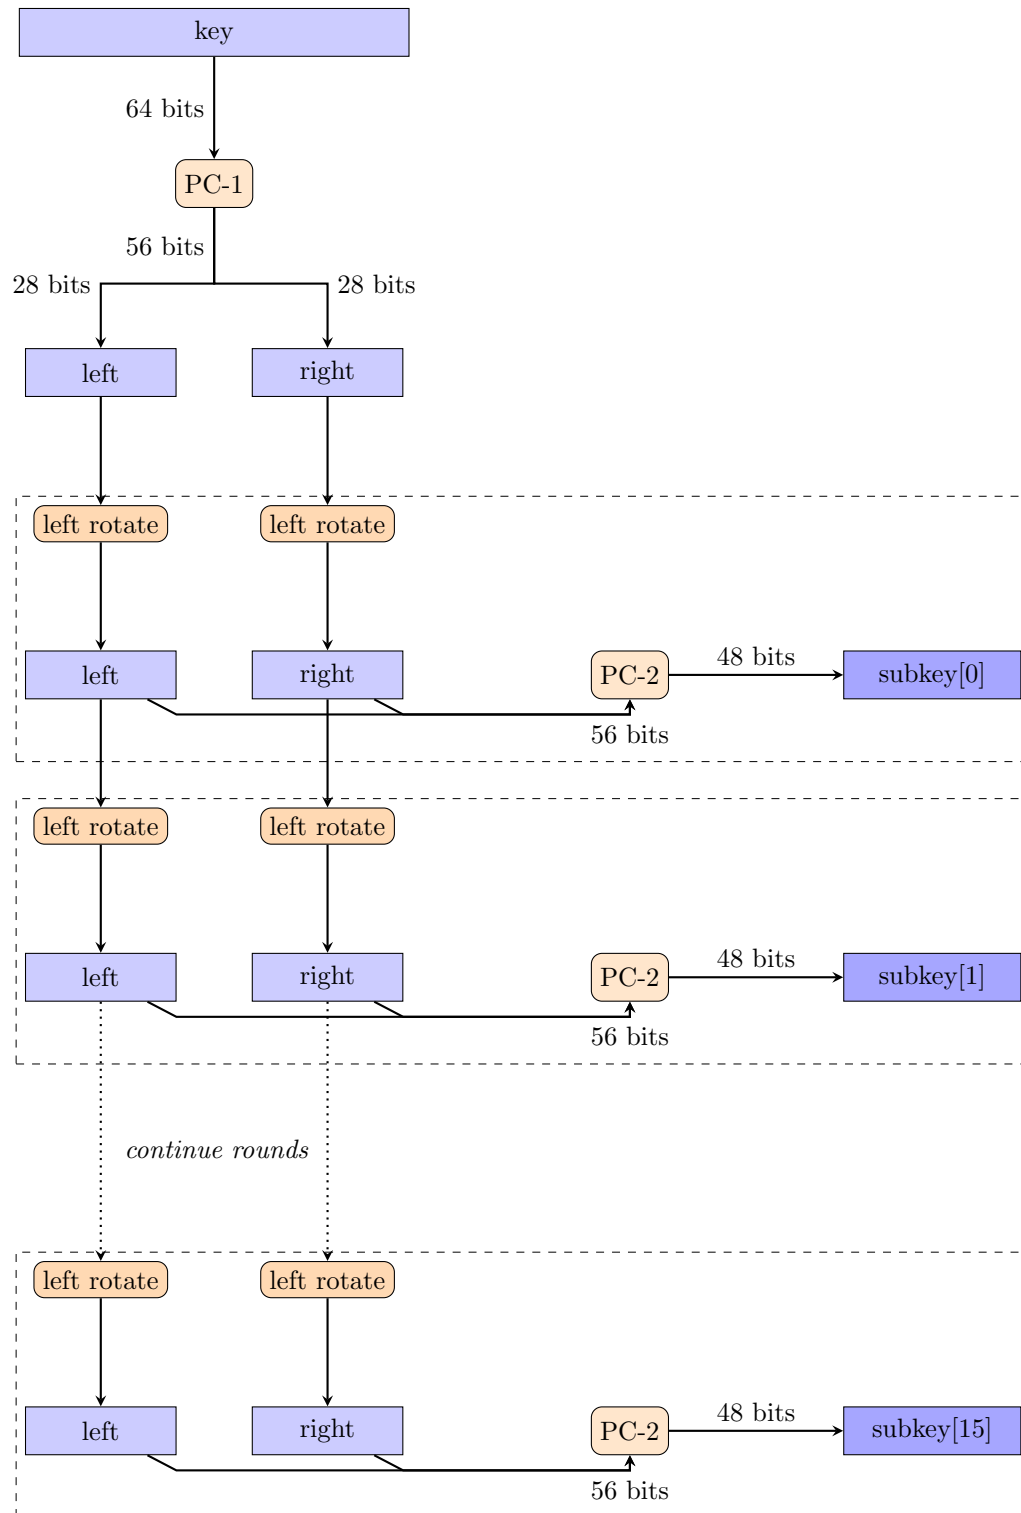 key
64 bits
PC-1
56 bits
28 bits 28 bits
left right
left rotate left rotate
left right PC-2 48 bits subkey[0]
56 bits
left rotate left rotate
left right PC-2 48 bits subkey[1]
56 bits
continue rounds
left rotate left rotate
left right PC-2 48 bits subkey[15]
56 bits